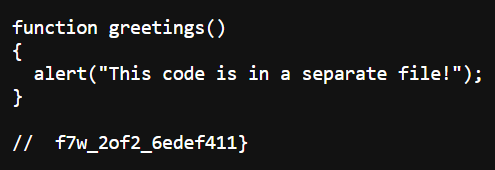 function greetings()
{
  alert("This code is in a separate file!");
}
//  f7w_2of2_6edef411}